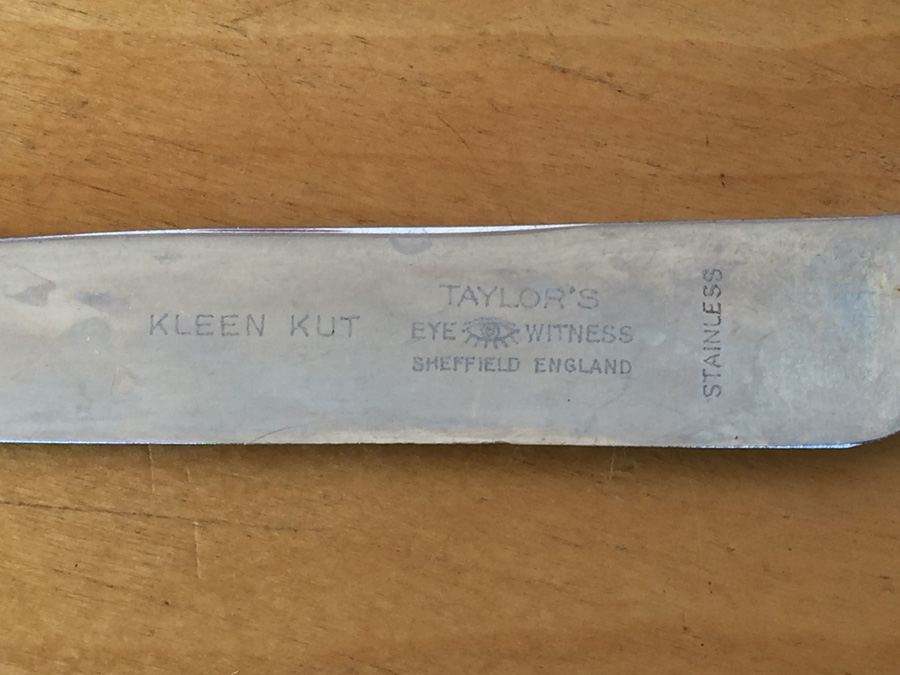 KLEEN KUT
TAYLOR'S
EYE WITNESS
SHEFFIELD ENGLAND
STAINLESS